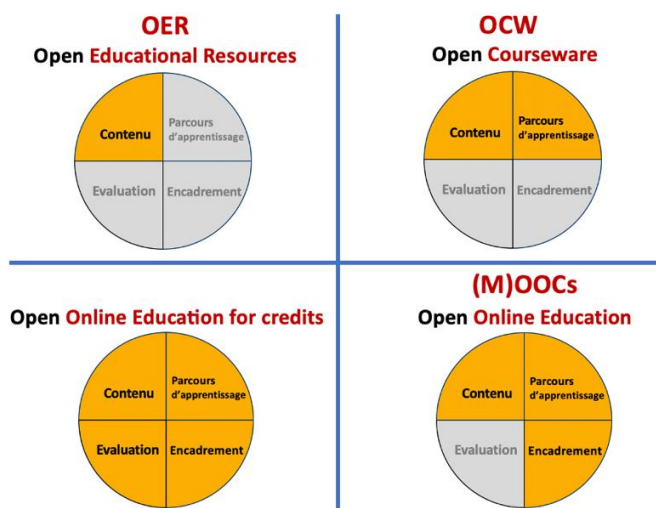 OER
Open Educational Resources
Contenu
Parcours
d'apprentissage
Evaluation
Encadrement
OCW
Open Courseware
Contenu
Parcours
d'apprentissage
Evaluation
Encadrement
Open Online Education for credits
Contenu
Parcours
d'apprentissage
Evaluation
Encadrement
(M)OOCs
Open Online Education
Contenu
Parcours
d'apprentissage
Evaluation
Encadrement